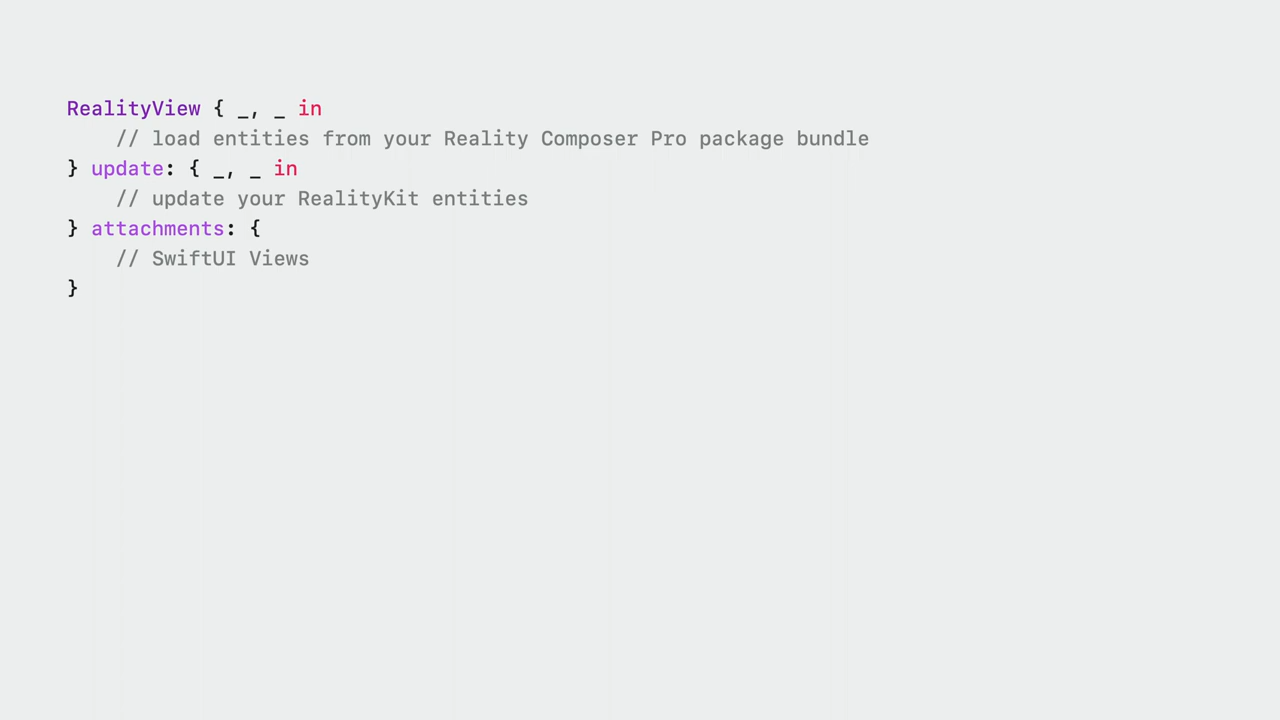 RealityView { _, _ in
    // load entities from your Reality Composer Pro package bundle
} update: { _, _ in
    // update your RealityKit entities
} attachments: {
    // SwiftUI Views
}